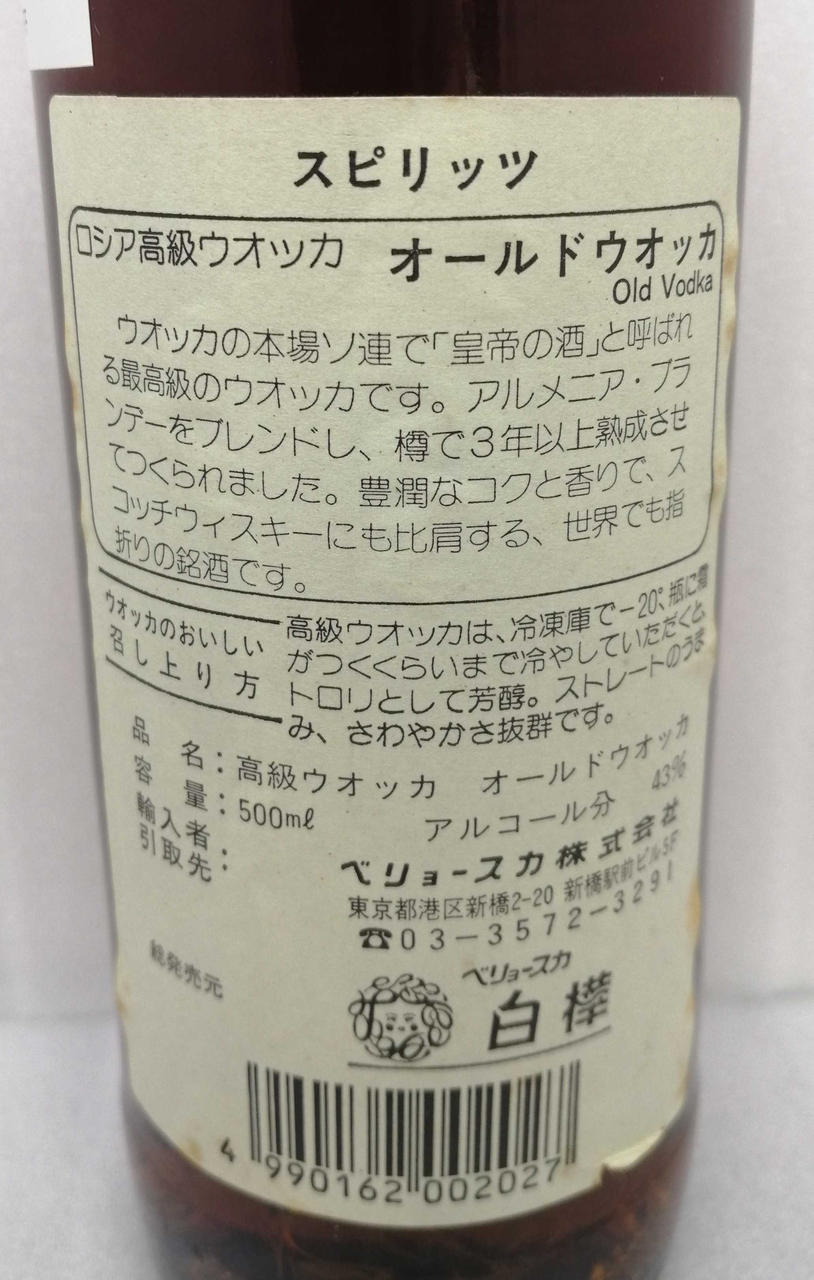 スピリッツ
ロシア高級ウオツカ オールドウオッカ
Old Vodka
ウオッカの本場ソ連で「皇帝の酒」と呼ばれ
る最高級のウオッカです。アルメニア・ブラ
ンデーをブレンドし、樽で3年以上熟成させ
てつくられました。豊潤なコクと香りで、ス
コッチウィスキーにも比肩する、世界でも指
折りの銘酒です。
ウオッカのおいしい
召し上り方
高級ウオッカは、冷凍庫で−20°、瓶に霜
がつくくらいまで冷やしていただくと、
トロリとして芳醇。ストレートのうま
み、さわやかさ抜群です。
品名：高級ウオッカ オールドウオッカ
容量：500mℓ アルコール分 43%
輸入者：
引取先
ベリョースカ株式会社
東京都港区新橋2-20 新橋駅前ビル5F
☎03−3572−3291
総発売元
ベリョースカ
白樺
4 990162 002027